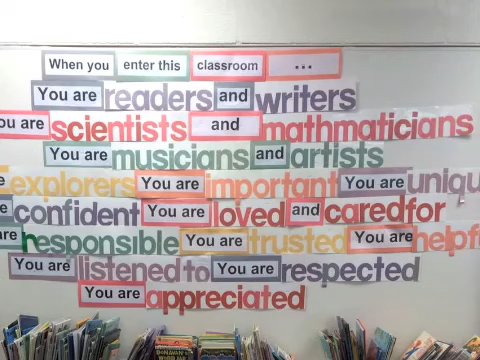 When you enter this classroom ...
You are readers and writers
ou are scientists and mathmaticians
You are musicians and artists
e explorers You are important You are uniqu
e confident You are loved and cared for
are responsible You are trusted You are helpf
You are listened to You are respected
You are appreciated